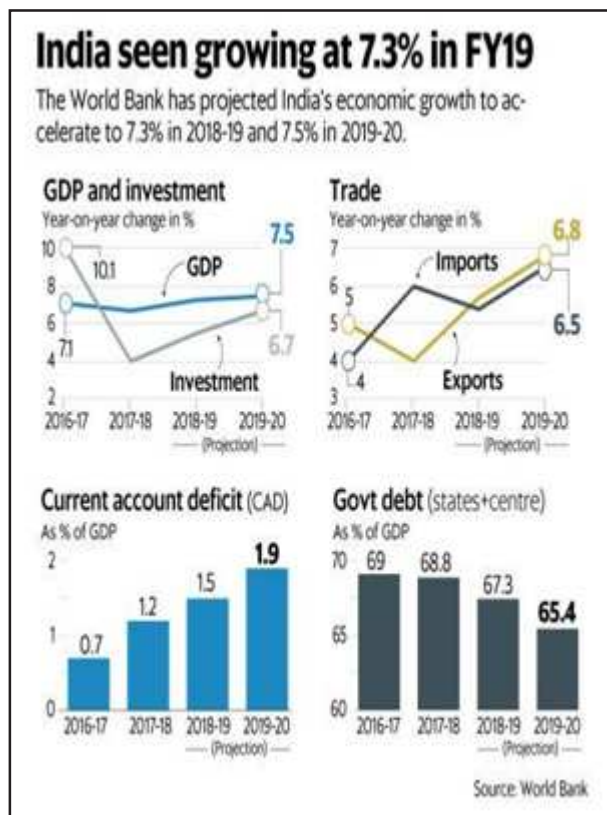 India seen growing at 7.3% in FY19
The World Bank has projected India's economic growth to ac-
celerate to 7.3% in 2018-19 and 7.5% in 2019-20.
GDP and investment
Year-on-year change in %
10
8
6
4
2
10.1
7.1
GDP
Investment
7.5
6.7
2016-17 2017-18 2018-19 2019-20
(Projection)
Trade
Year-on-year change in %
7
6
5
4
3
5
4
Imports
Exports
6.8
6.5
2016-17 2017-18 2018-19 2019-20
(Projection)
Current account deficit (CAD)
As % of GDP
2
1
0
0.7
1.2
1.5
1.9
2016-17 2017-18 2018-19 2019-20
(Projection)
Govt debt (states+centre)
As % of GDP
70
65
60
69
68.8
67.3
65.4
2016-17 2017-18 2018-19 2019-20
(Projection)
Source: World Bank